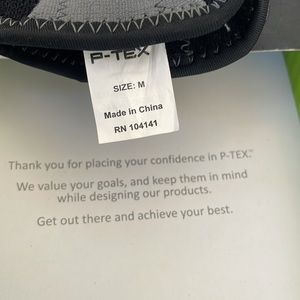 P-TEX
SIZE: M
Made in China
RN 104141
Thank you for placing your confidence in P-TEX.™
We value your goals, and keep them in mind
while designing our products.
Get out there and achieve your best.